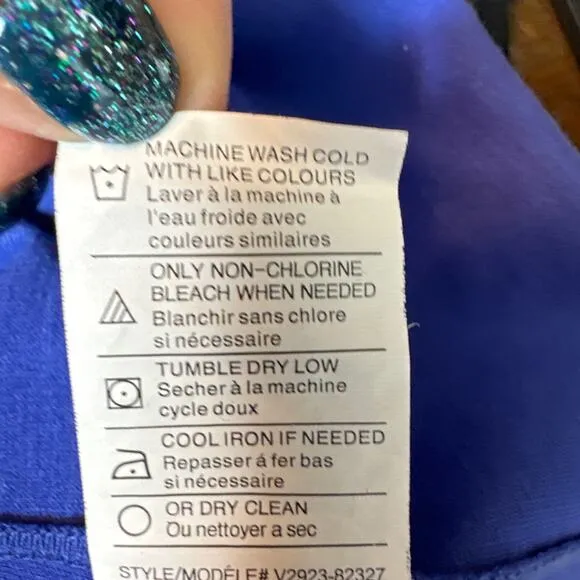 MACHINE WASH COLD
WITH LIKE COLOURS
Laver à la machine à
l'eau froide avec
couleurs similaires
ONLY NON-CHLORINE
BLEACH WHEN NEEDED
Blanchir sans chlore
si nécessaire
TUMBLE DRY LOW
Secher à la machine
cycle doux
COOL IRON IF NEEDED
Repasser á fer bas
si nécessaire
OR DRY CLEAN
Ou nettoyer a sec
STYLE/MODÉLE# V2923-82327